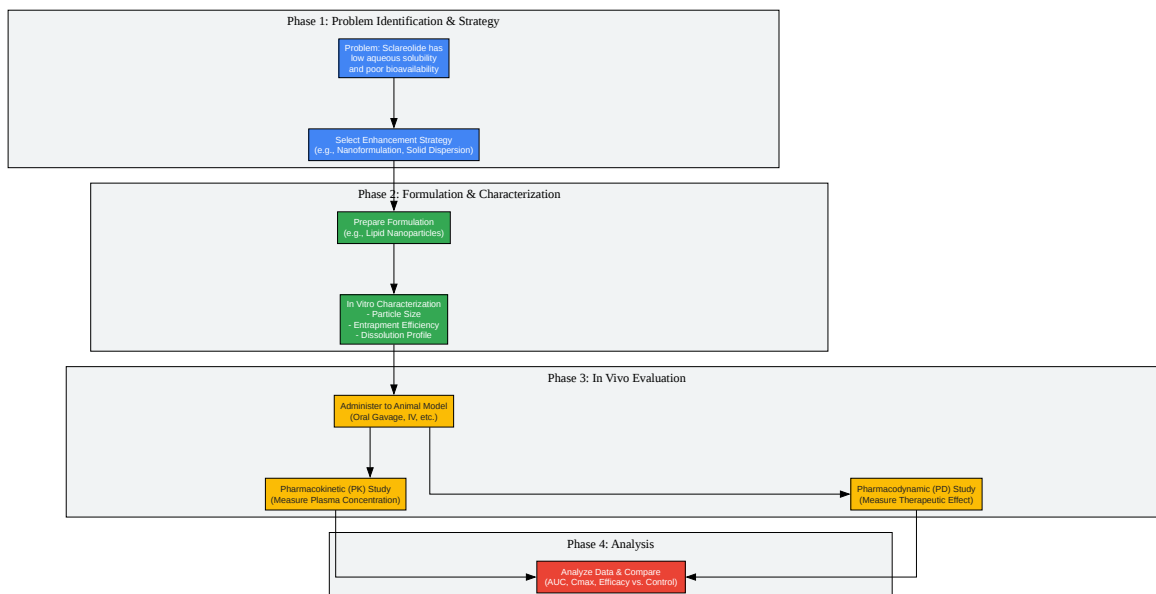 Phase 1: Problem Identification & Strategy
Problem: Sclareolide has
low aqueous solubility
and poor bioavailability
Select Enhancement Strategy
(e.g., Nanoformulation, Solid Dispersion)
Phase 2: Formulation & Characterization
Prepare Formulation
(e.g., Lipid Nanoparticles)
In Vitro Characterization
- Particle Size
- Entrapment Efficiency
- Dissolution Profile
Phase 3: In Vivo Evaluation
Administer to Animal Model
(Oral Gavage, IV, etc.)
Pharmacokinetic (PK) Study
(Measure Plasma Concentration)
Pharmacodynamic (PD) Study
(Measure Therapeutic Effect)
Phase 4: Analysis
Analyze Data & Compare
(AUC, Cmax, Efficacy vs. Control)